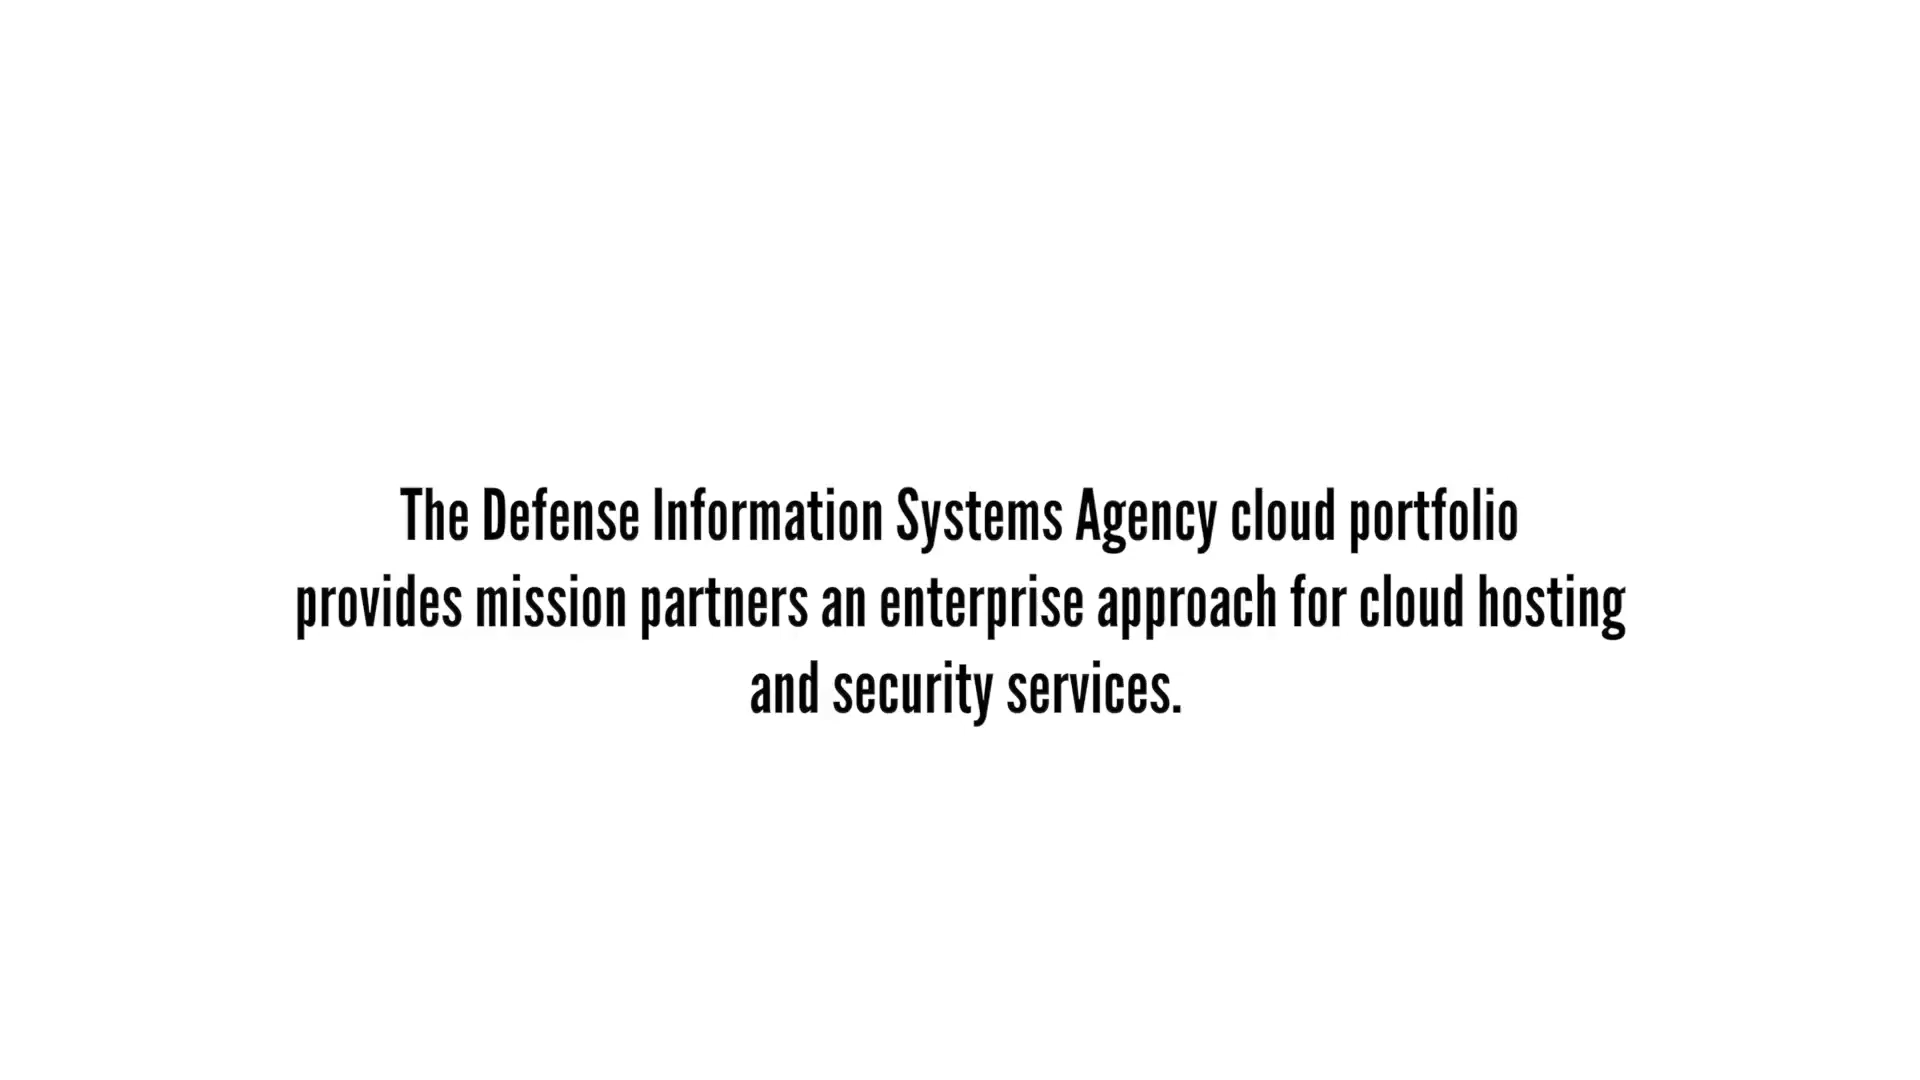 The Defense Information Systems Agency cloud portfolio
provides mission partners an enterprise approach for cloud hosting
and security services.